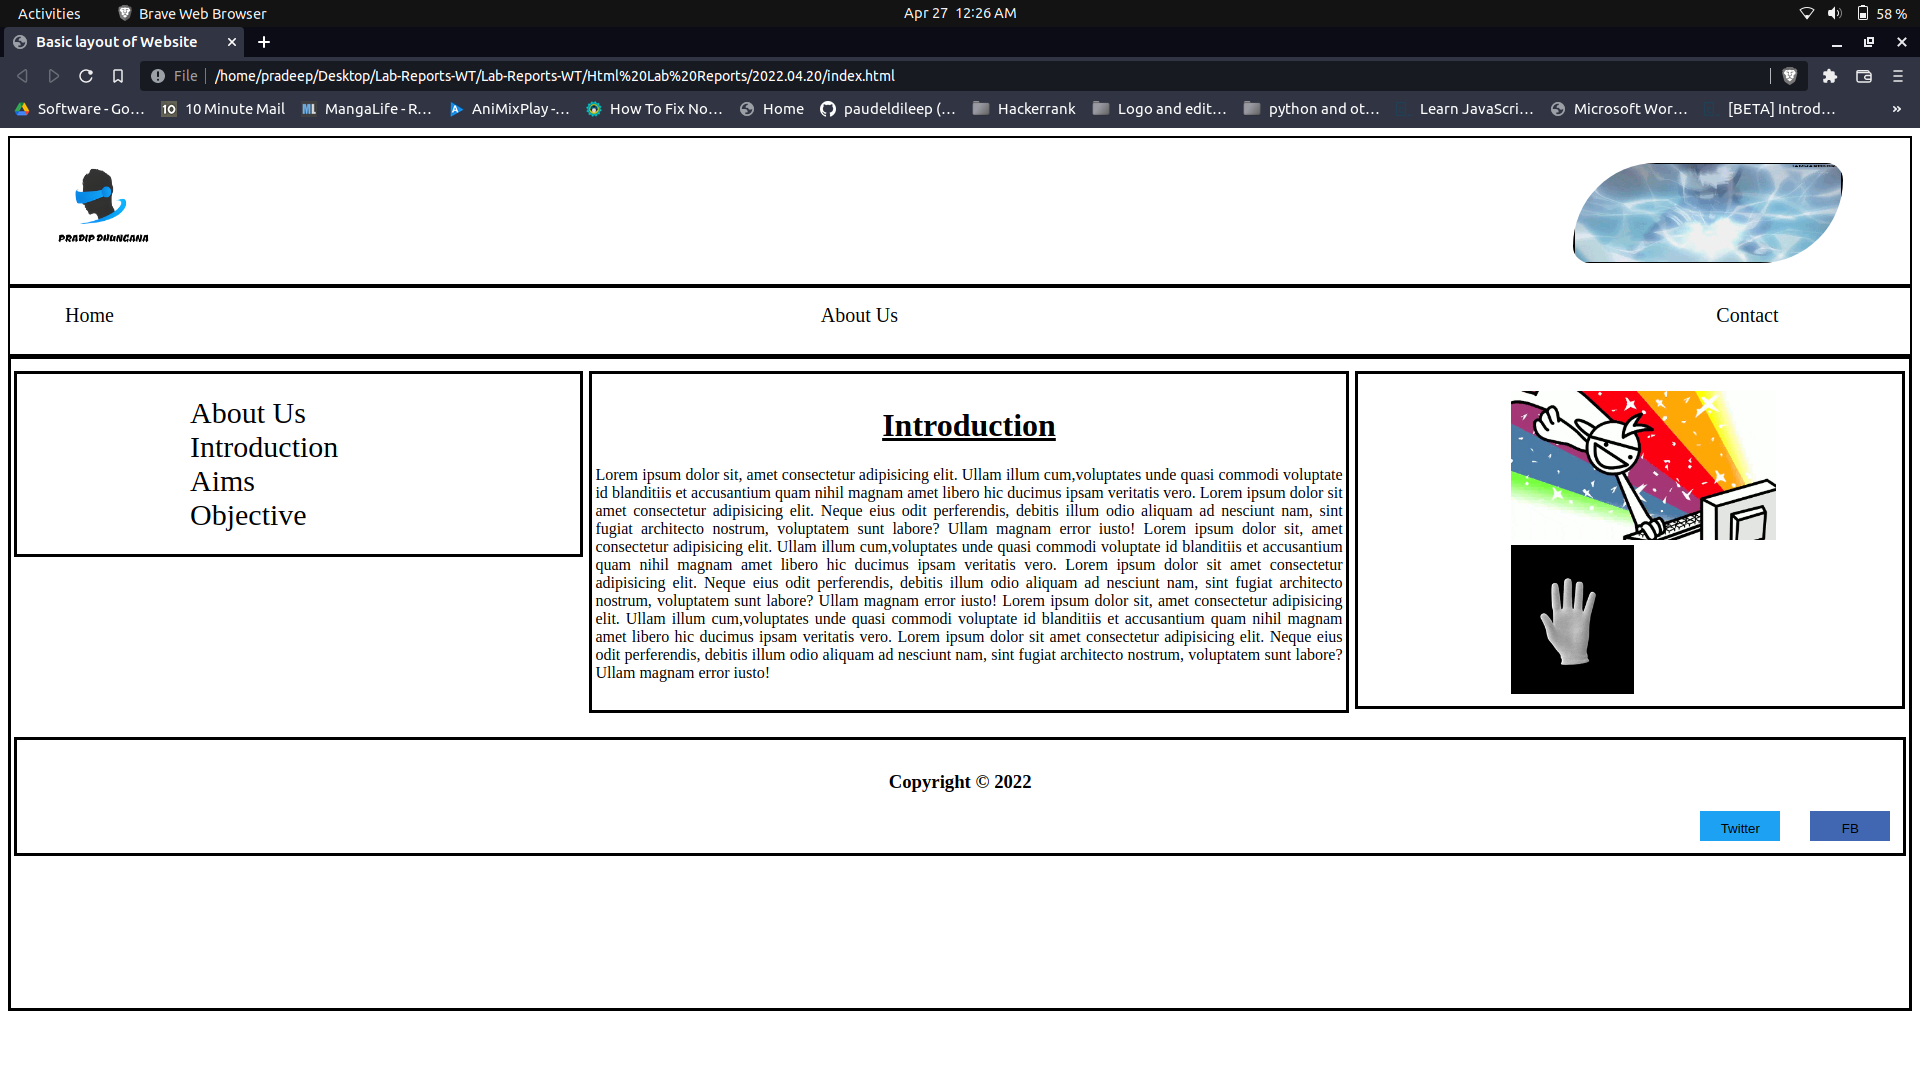 Activities
Brave Web Browser
Apr 27 12:26 AM
58 %
Basic layout of Website
File
/home/pradeep/Desktop/Lab-Reports-WT/Lab-Reports-WT/Html%20Lab%20Reports/2022.04.20/index.html
Software - Go...
10 10 Minute Mail
ML MangaLife - R...
AniMixPlay -...
How To Fix No...
Home
paudeldileep (...
Hackerrank
Logo and edit...
python and ot...
Learn JavaScri...
Microsoft Wor...
[BETA] Introd...
»
PRADIP DHUNGANA
Home
About Us
Contact
About Us
Introduction
Aims
Objective
Introduction
Lorem ipsum dolor sit, amet consectetur adipisicing elit. Ullam illum cum,voluptates unde quasi commodi voluptate
id blanditiis et accusantium quam nihil magnam amet libero hic ducimus ipsam veritatis vero. Lorem ipsum dolor sit
amet consectetur adipisicing elit. Neque eius odit perferendis, debitis illum odio aliquam ad nesciunt nam, sint
fugiat architecto nostrum, voluptatem sunt labore? Ullam magnam error iusto! Lorem ipsum dolor sit, amet
consectetur adipisicing elit. Ullam illum cum,voluptates unde quasi commodi voluptate id blanditiis et accusantium
quam nihil magnam amet libero hic ducimus ipsam veritatis vero. Lorem ipsum dolor sit amet consectetur
adipisicing elit. Neque eius odit perferendis, debitis illum odio aliquam ad nesciunt nam, sint fugiat architecto
nostrum, voluptatem sunt labore? Ullam magnam error iusto! Lorem ipsum dolor sit, amet consectetur adipisicing
elit. Ullam illum cum,voluptates unde quasi commodi voluptate id blanditiis et accusantium quam nihil magnam
amet libero hic ducimus ipsam veritatis vero. Lorem ipsum dolor sit amet consectetur adipisicing elit. Neque eius
odit perferendis, debitis illum odio aliquam ad nesciunt nam, sint fugiat architecto nostrum, voluptatem sunt labore?
Ullam magnam error iusto!
Copyright © 2022
Twitter
FB